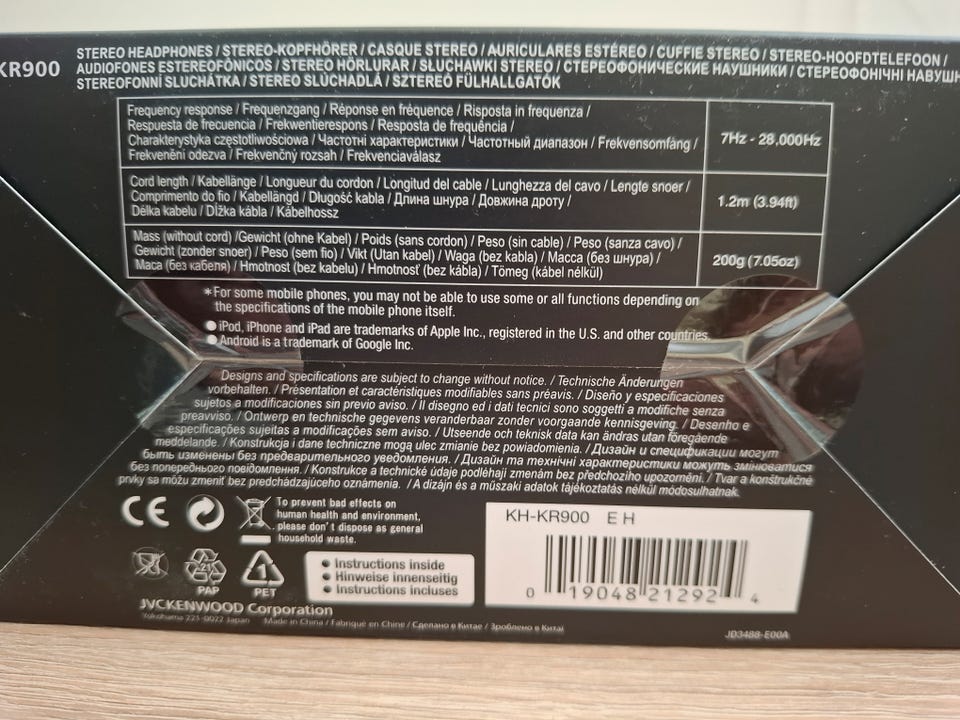 KR900
STEREO HEADPHONES / STEREO-KOPFHÖRER / CASQUE STEREO / AURICULARES ESTÉREO / CUFFIE STEREO / STEREO-HOOFDTELEFOON /
AUDIOFONES ESTEREOFÔNICOS / STEREO HÖRLURAR / SŁUCHAWKI STEREO / СТЕРЕОФОНИЧЕСКИЕ НАУШНИКИ / СТЕРЕОФОНІЧНІ НАВУШН
STEREOFONNÍ SLUCHÁTKA / STEREO SLÚCHADLÁ / SZTEREÓ FÜLHALLGATÓK
Frequency response / Frequenzgang / Réponse en fréquence / Risposta in frequenza /
Respuesta de frecuencia / Frekwentierespons / Resposta de frequência /
Charakterystyka częstotliwościowa / Частотні характеристики / Частотный диапазон / Frekvensomfång /
Frekvenění odezva / Frekvenčný rozsah / Frekvenciaválasz
7Hz - 28,000Hz
Cord length / Kabellänge / Longueur du cordon / Longitud del cable / Lunghezza del cavo / Lengte snoer /
Comprimento do fio / Kabellängd / Długość kabla / Длина шнура / Довжина дроту /
Délka kabelu / Dĺžka kábla / Kábelhossz
1.2m (3.94ft)
Mass (without cord) /Gewicht (ohne Kabel) / Poids (sans cordon) / Peso (sin cable) / Peso (sanza cavo) /
Gewicht (zonder snoer) / Peso (sem fio) / Vikt (Utan kabel) / Waga (bez kabla) / Масса (без шнура) /
Маса (без кабеля) / Hmotnost (bez kabelu) / Hmotnosť (bez kábla) / Tömeg (kábel nélkül)
200g (7.05oz)
*For some mobile phones, you may not be able to use some or all functions depending on
the specifications of the mobile phone itself.
● iPod, iPhone and iPad are trademarks of Apple Inc., registered in the U.S. and other countries.
● Android is a trademark of Google Inc.
Designs and specifications are subject to change without notice. / Technische Änderungen
vorbehalten. / Présentation et caractéristiques modifiables sans préavis. / Diseño y especificaciones
sujetos a modificaciones sin previo aviso. / Il disegno ed i dati tecnici sono soggetti a modifiche senza
preavviso. / Ontwerp en technische gegevens veranderbaar zonder voorgaande kennisgeving. / Desenho e
especificações sujeitas a modificações sem aviso. / Utseende och teknisk data kan ändras utan föregående
meddelande. / Konstrukcja i dane techniczne mogą ulec zmianie bez powiadomienia. / Дизайн и спецификации могут
быть изменены без предварительного уведомления. / Дизайн та технічні характеристики можуть змінюватися
без попереднього повідомлення. / Konstrukce a technické údaje podléhají zmenám bez předchozího upozornění. / Tvar a konštrukčné
prvky sa môžu zmeniť bez predchádzajúceho oznámenia. / A dizájn és a műszaki adatok tájékoztatás nélkül módosulhatnak.
CE
To prevent bad effects on
human health and environment,
please don't dispose as general
household waste.
21
PAP
1
PET
● Instructions inside
● Hinweise innenseitig
● Instructions incluses
KH-KR900 E H
0 19048 21292 4
JVCKENWOOD Corporation
Yokohama 221-0022 Japan Made in China / Fabriqué en Chine / Сделано в Китае / Зроблено в Китаї
JD3488-E00A